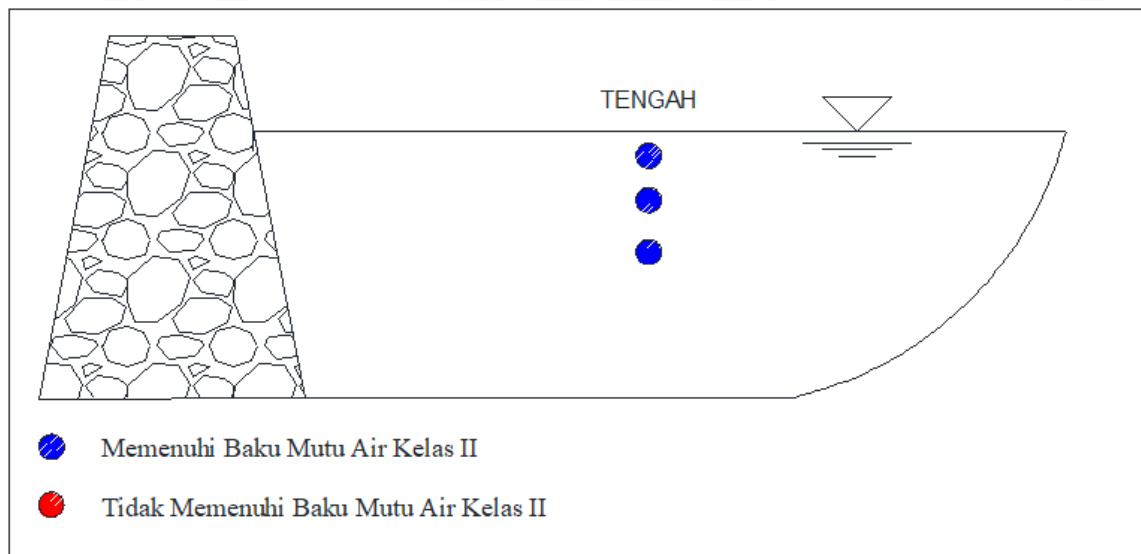 TENGAH
Memenuhi Baku Mutu Air Kelas II
Tidak Memenuhi Baku Mutu Air Kelas II